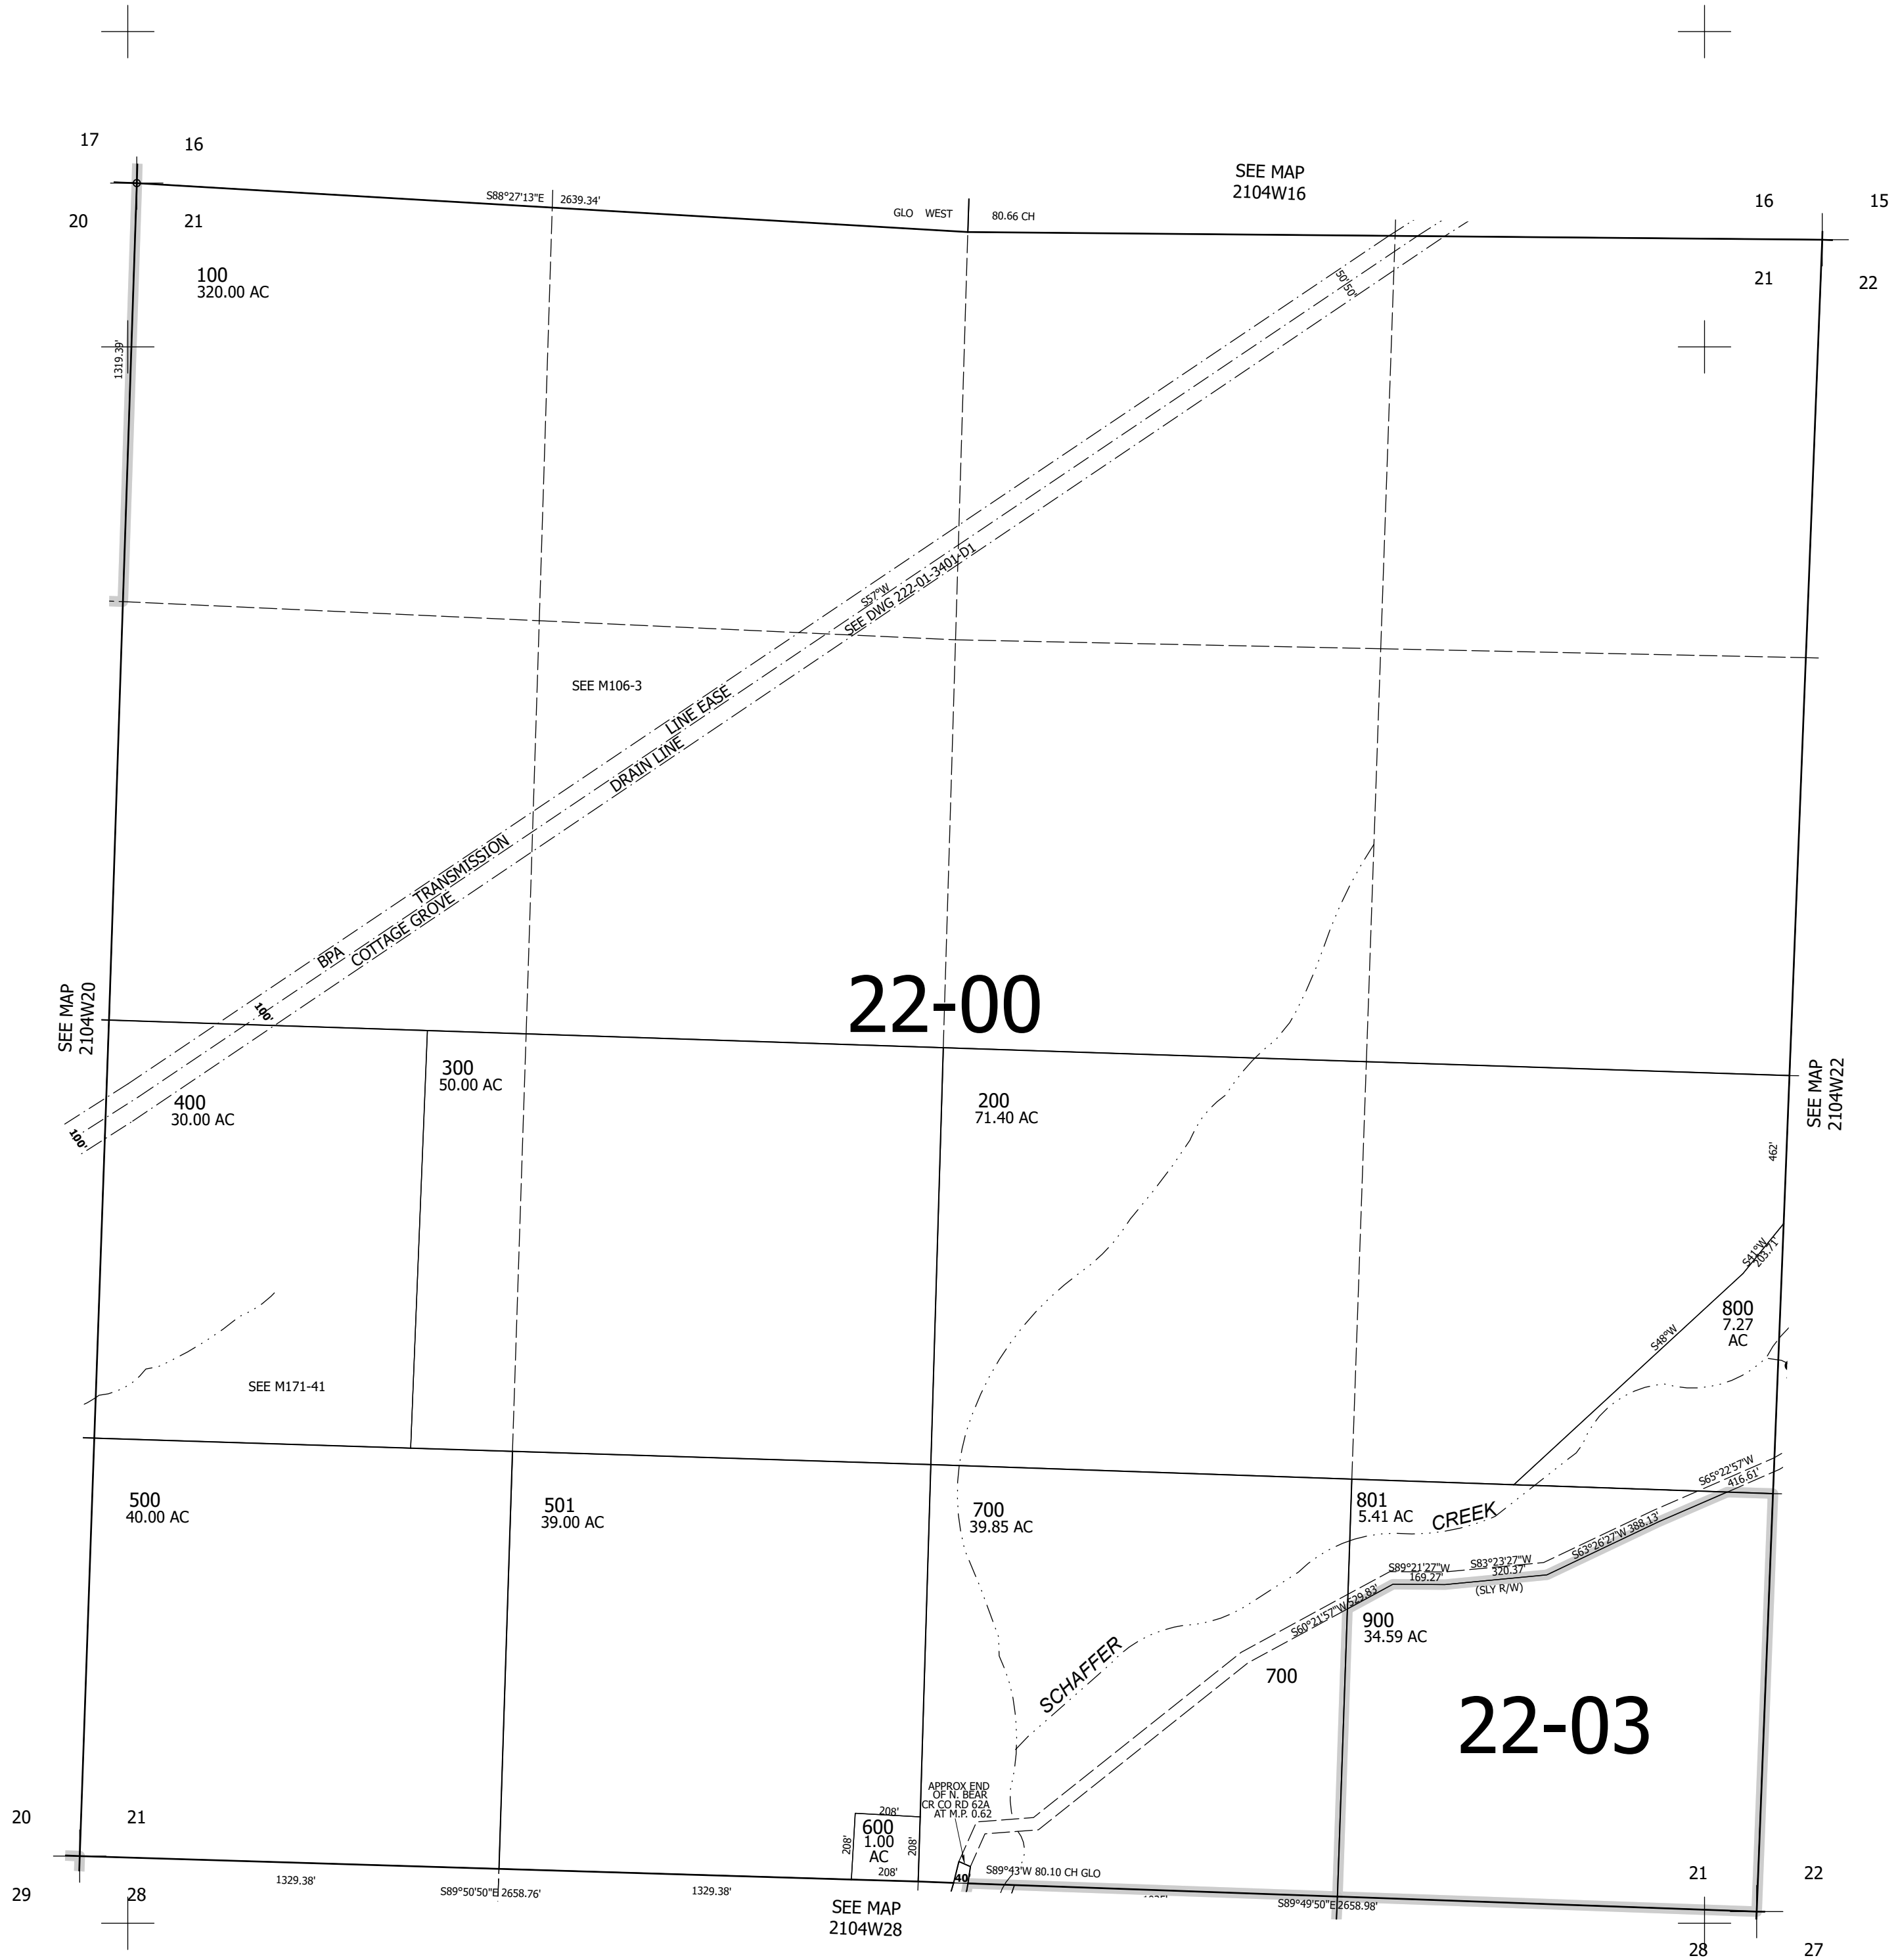 17
16
SEE MAP
2104W16
16
15
20
21
S88°27'13"E 2639.34'
GLO WEST 80.66 CH
21
22
100
320.00 AC
1319.39'
50' 50'
S57°W
SEE DWG 222-01-3401-D1
SEE M106-3
BPA TRANSMISSION LINE EASE
COTTAGE GROVE DRAIN LINE
100'
100'
SEE MAP
2104W20
22-00
SEE MAP
2104W22
400
30.00 AC
300
50.00 AC
200
71.40 AC
462'
S41°W
203.71'
S48°W
800
7.27
AC
SEE M171-41
500
40.00 AC
501
39.00 AC
700
39.85 AC
801
5.41 AC
SCHAFFER CREEK
S65°22'57"W
416.61'
S63°26'27"W 388.13'
S83°23'27"W
320.37'
(SLY R/W)
S89°21'27"W
169.27'
S60°21'57"W 529.83'
900
34.59 AC
700
22-03
APPROX END
OF N. BEAR
CR CO RD 62A
AT M.P. 0.62
208'
600
1.00
AC
208'
208'
208'
40'
S89°43'W 80.10 CH GLO
20
21
21
22
1329.38'
S89°50'50"E 2658.76'
1329.38'
S89°49'50"E 2658.98'
29
28
SEE MAP
2104W28
28
27